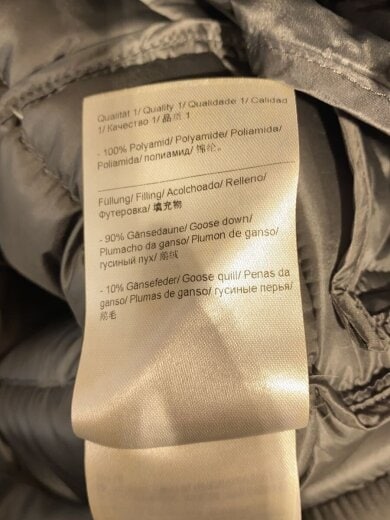 Qualität 1/ Quality 1/ Qualidade 1/ Calidad
1/ Качество 1/ 品质 1
- 100% Polyamid/ Polyamide/ Poliamida/
Poliamida/ полиамид/ 锦纶。
Füllung/ Filling/ Acolchoado/ Relleno/
Футеровка/ 填充物
- 90% Gänsedaune/ Goose down/
Plumacho da ganso/ Plumon de ganso/
гусиный пух/ 鹅绒
- 10% Gänsefeder/ Goose quill/ Penas da
ganso/ Plumas de ganso/ гусиные перья/
鹅毛